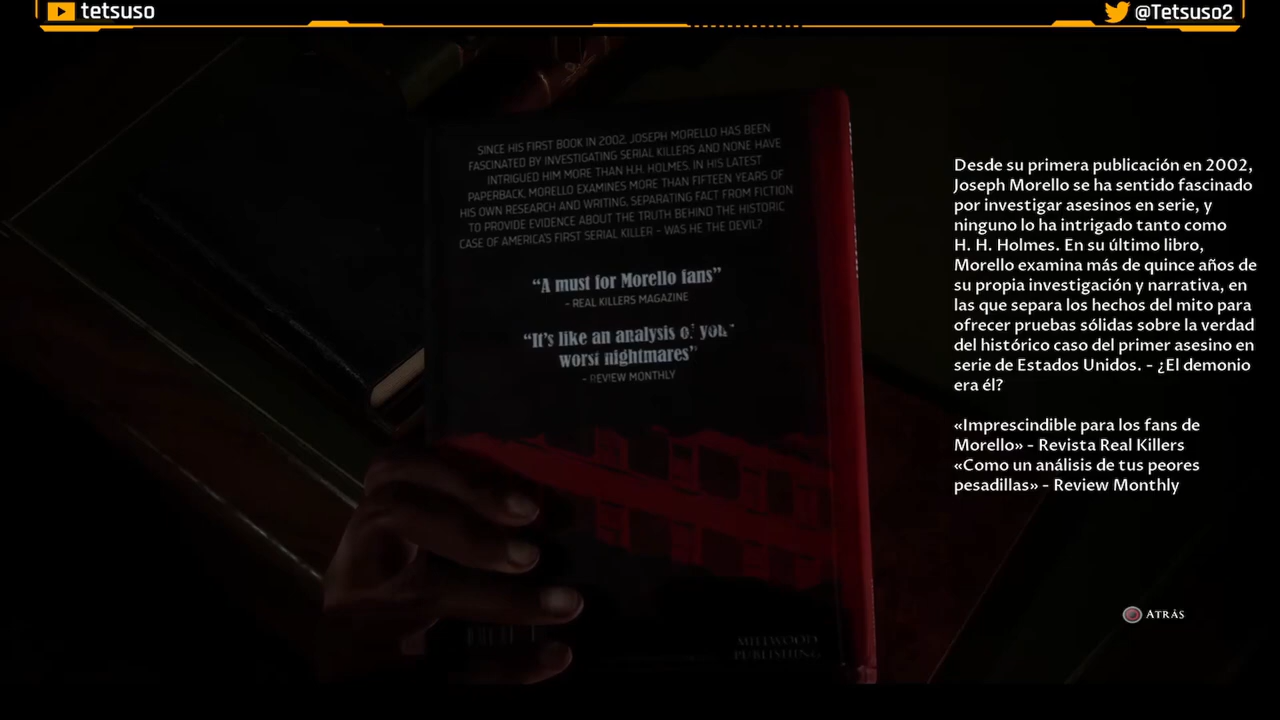 tetsuso
@Tetsuso2
SINCE HIS FIRST BOOK IN 2002, JOSEPH MORELLO HAS BEEN
FASCINATED BY INVESTIGATING SERIAL KILLERS AND NONE HAVE
INTRIGUED HIM MORE THAN H.H. HOLMES. IN HIS LATEST
PAPERBACK, MORELLO EXAMINES MORE THAN FIFTEEN YEARS OF
HIS OWN RESEARCH AND WRITING, SEPARATING FACT FROM FICTION
TO PROVIDE EVIDENCE ABOUT THE TRUTH BEHIND THE HISTORIC
CASE OF AMERICA'S FIRST SERIAL KILLER – WAS HE THE DEVIL?
“A must for Morello fans”
– REAL KILLERS MAGAZINE
“It's like an analysis of your
worst nightmares”
– REVIEW MONTHLY
MILLWOOD
PUBLISHING
Desde su primera publicación en 2002,
Joseph Morello se ha sentido fascinado
por investigar asesinos en serie, y
ninguno lo ha intrigado tanto como
H. H. Holmes. En su último libro,
Morello examina más de quince años de
su propia investigación y narrativa, en
las que separa los hechos del mito para
ofrecer pruebas sólidas sobre la verdad
del histórico caso del primer asesino en
serie de Estados Unidos. - ¿El demonio
era él?
«Imprescindible para los fans de
Morello» - Revista Real Killers
«Como un análisis de tus peores
pesadillas» - Review Monthly
ATRÁS